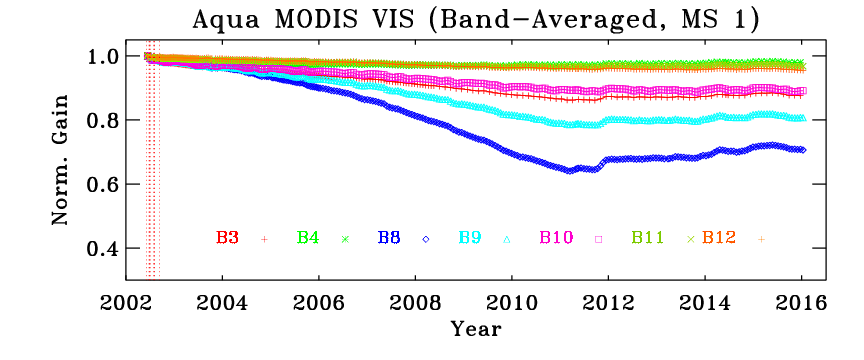 Aqua MODIS VIS (Band-Averaged, MS 1)
1.0
0.8
0.6
0.4
Norm. Gain
B3 B4 B8 B9 B10 B11 B12
2002 2004 2006 2008 2010 2012 2014 2016
Year